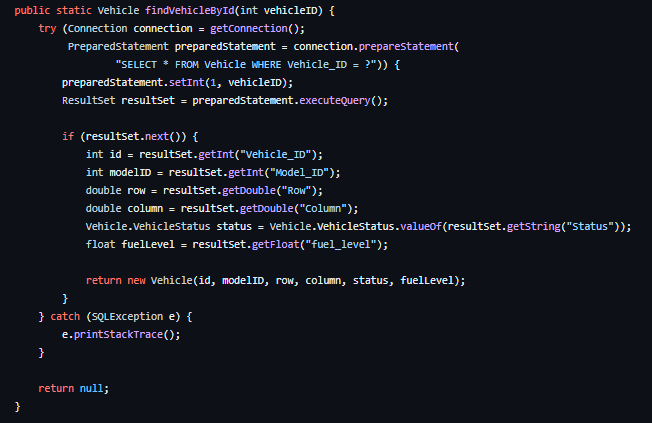 public static Vehicle findVehicleById(int vehicleID) {
    try (Connection connection = getConnection();
         PreparedStatement preparedStatement = connection.prepareStatement(
                 "SELECT * FROM Vehicle WHERE Vehicle_ID = ?")) {
        preparedStatement.setInt(1, vehicleID);
        ResultSet resultSet = preparedStatement.executeQuery();

        if (resultSet.next()) {
            int id = resultSet.getInt("Vehicle_ID");
            int modelID = resultSet.getInt("Model_ID");
            double row = resultSet.getDouble("Row");
            double column = resultSet.getDouble("Column");
            Vehicle.VehicleStatus status = Vehicle.VehicleStatus.valueOf(resultSet.getString("Status"));
            float fuelLevel = resultSet.getFloat("fuel_level");

            return new Vehicle(id, modelID, row, column, status, fuelLevel);
        }
    } catch (SQLException e) {
        e.printStackTrace();
    }

    return null;
}